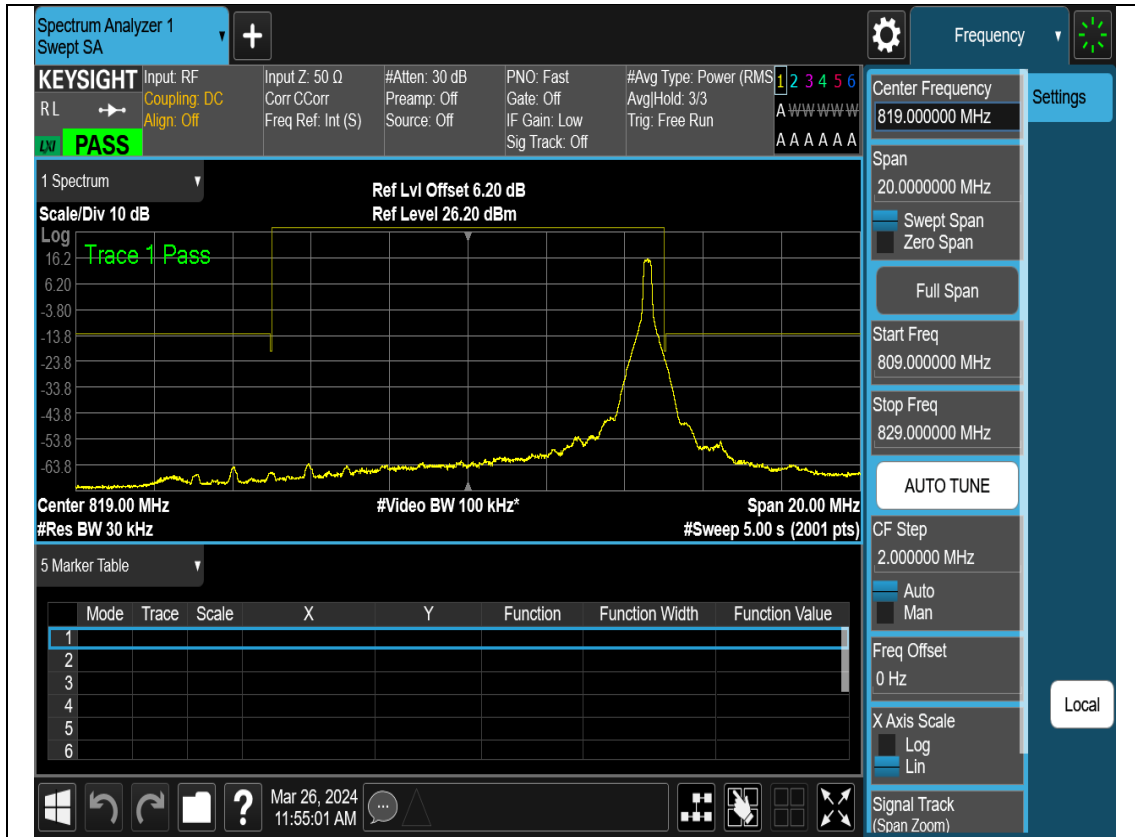 Spectrum Analyzer 1
Swept SA
Frequency
KEYSIGHT
R L
LXI
PASS
Input: RF
Coupling: DC
Align: Off
Input Z: 50 Ω
Corr CCorr
Freq Ref: Int (S)
#Atten: 30 dB
Preamp: Off
Source: Off
PNO: Fast
Gate: Off
IF Gain: Low
Sig Track: Off
#Avg Type: Power (RMS
Avg|Hold: 3/3
Trig: Free Run
1 2 3 4 5 6
A W W W W W
A A A A A A
1 Spectrum
Scale/Div 10 dB
Ref Lvl Offset 6.20 dB
Ref Level 26.20 dBm
Log
Trace 1 Pass
16.2
6.20
-3.80
-13.8
-23.8
-33.8
-43.8
-53.8
-63.8
Center 819.00 MHz
#Video BW 100 kHz*
Span 20.00 MHz
#Res BW 30 kHz
#Sweep 5.00 s (2001 pts)
5 Marker Table
Mode Trace Scale X Y Function Function Width Function Value
1
2
3
4
5
6
?
Mar 26, 2024
11:55:01 AM
Center Frequency
819.000000 MHz
Settings
Span
20.0000000 MHz
Swept Span
Zero Span
Full Span
Start Freq
809.000000 MHz
Stop Freq
829.000000 MHz
AUTO TUNE
CF Step
2.000000 MHz
Auto
Man
Freq Offset
0 Hz
X Axis Scale
Log
Lin
Local
Signal Track
(Span Zoom)